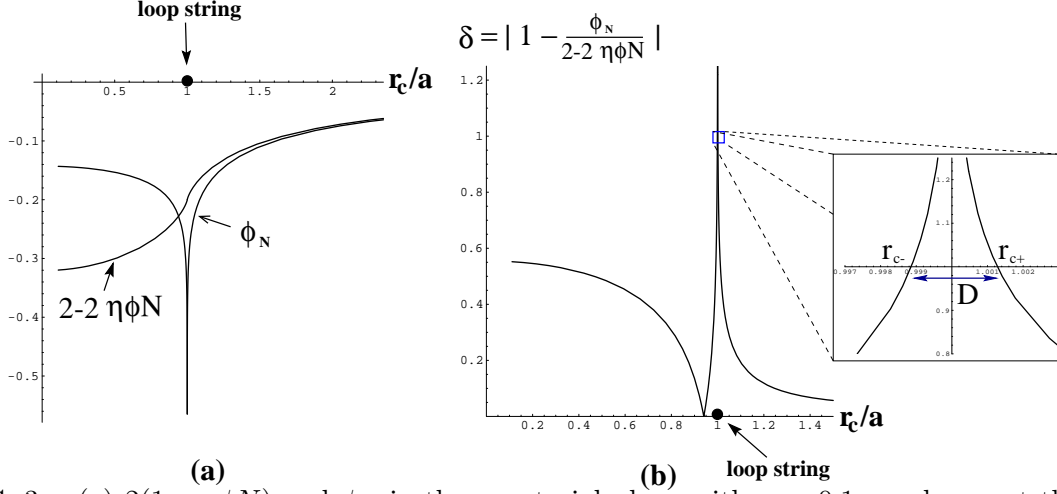 loop string
r_c/a
0.5
1
1.5
2
-0.1
-0.2
-0.3
-0.4
-0.5
ϕ_N
2-2 ηϕN
(a)
δ = | 1 − ϕ_N / 2-2 ηϕN |
1.2
1
0.8
0.6
0.4
0.2
0.2
0.4
0.6
0.8
1
1.2
1.4
r_c/a
loop string
(b)
1.2
1.1
0.9
0.8
r_c-
r_c+
0.997
0.998
0.999
1.001
1.002
D